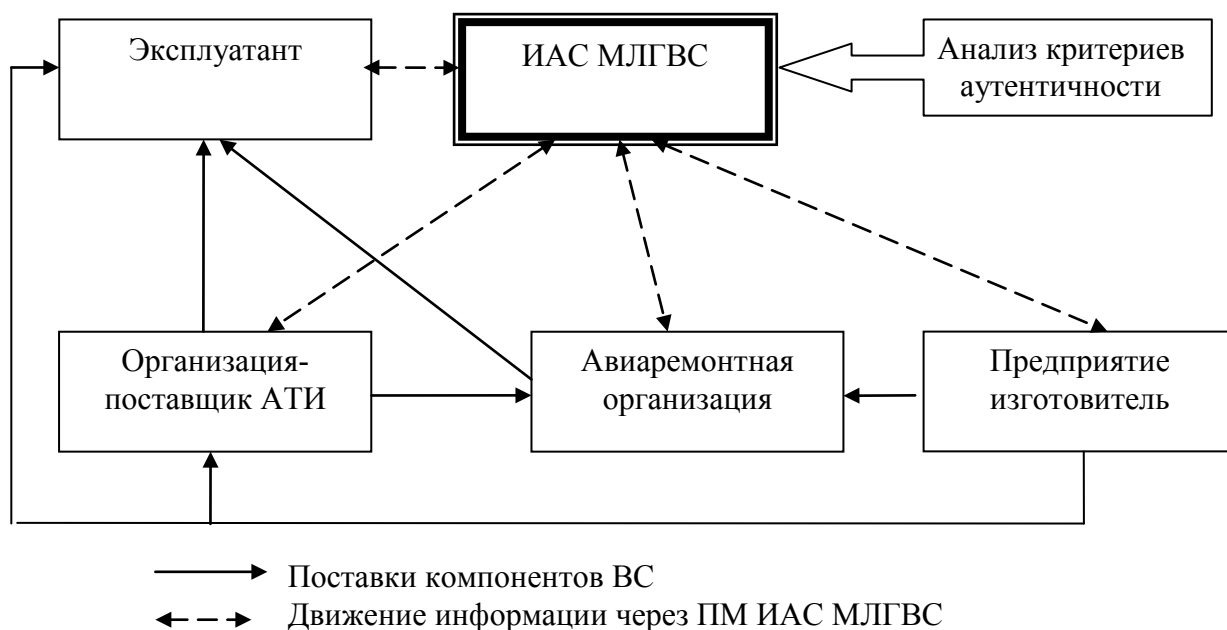 Эксплуатант
ИАС МЛГВС
Анализ критериев
аутентичности
Организация-
поставщик АТИ
Авиаремонтная
организация
Предприятие
изготовитель
Поставки компонентов ВС
Движение информации через ПМ ИАС МЛГВС